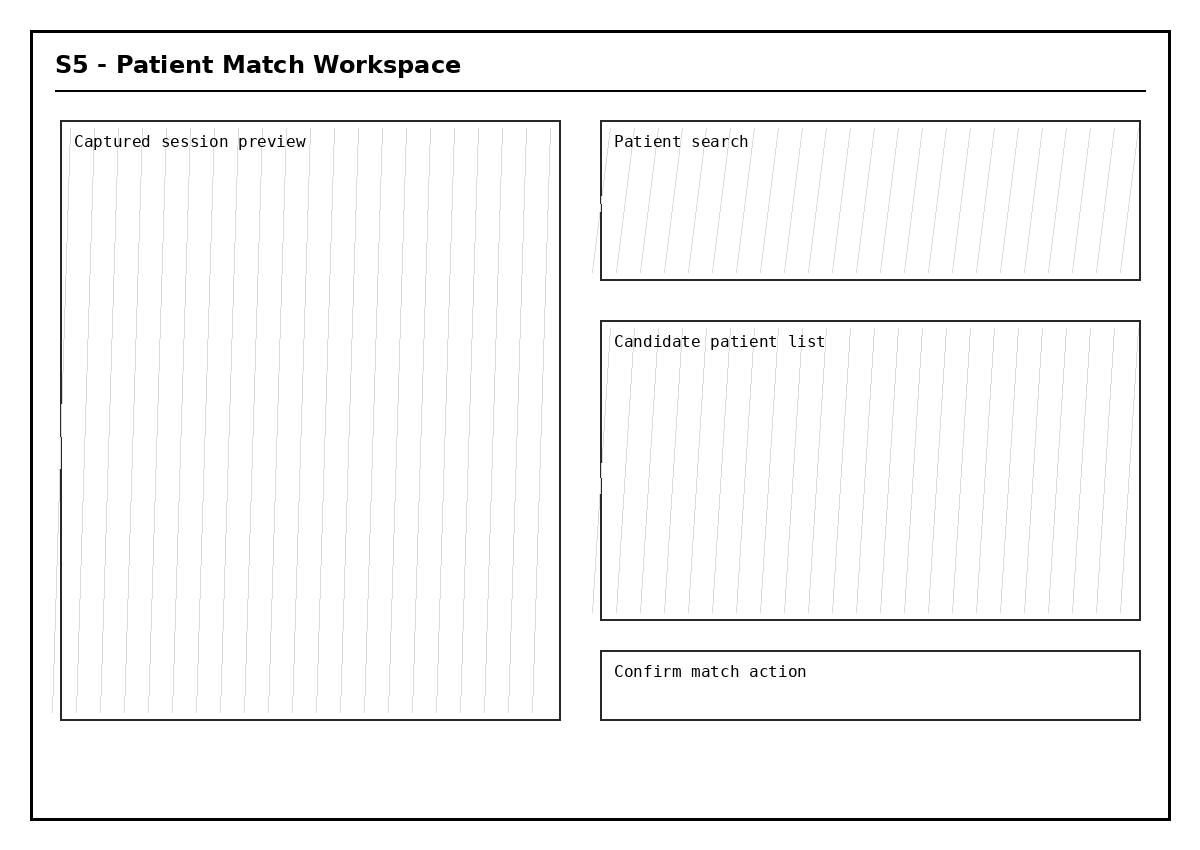 S5 - Patient Match Workspace
Captured session preview
Patient search
Candidate patient list
Confirm match action